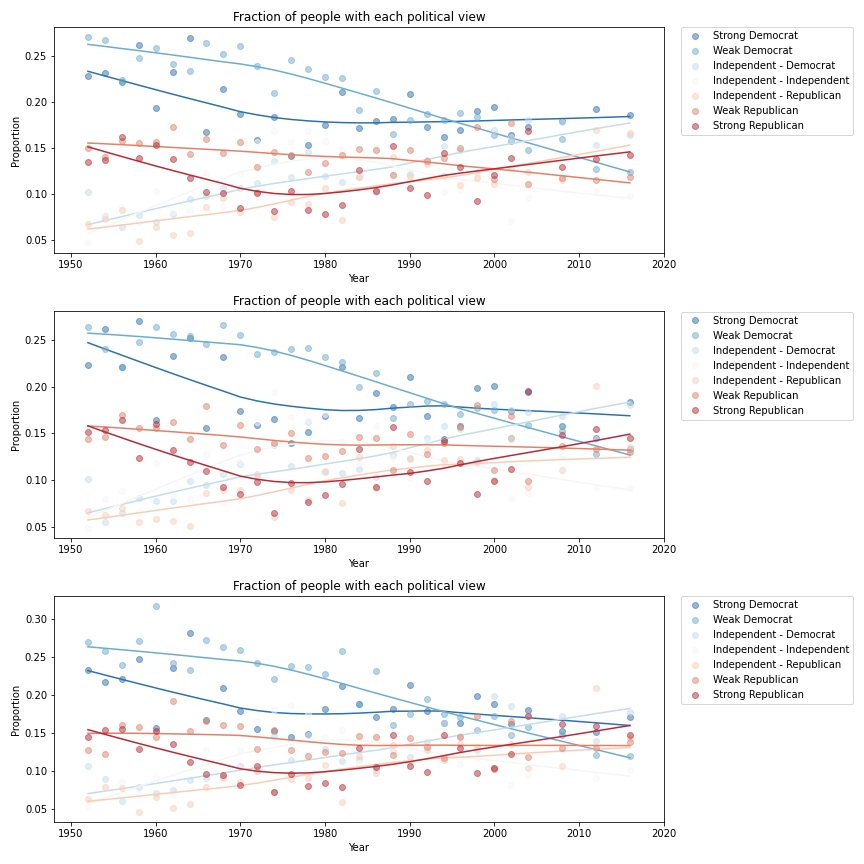 Fraction of people with each political view
Proportion
0.25
0.20
0.15
0.10
0.05
1950 1960 1970 1980 1990 2000 2010 2020
Year
Strong Democrat
Weak Democrat
Independent - Democrat
Independent - Independent
Independent - Republican
Weak Republican
Strong Republican
Fraction of people with each political view
Proportion
0.25
0.20
0.15
0.10
0.05
1950 1960 1970 1980 1990 2000 2010 2020
Year
Strong Democrat
Weak Democrat
Independent - Democrat
Independent - Independent
Independent - Republican
Weak Republican
Strong Republican
Fraction of people with each political view
Proportion
0.30
0.25
0.20
0.15
0.10
0.05
1950 1960 1970 1980 1990 2000 2010 2020
Year
Strong Democrat
Weak Democrat
Independent - Democrat
Independent - Independent
Independent - Republican
Weak Republican
Strong Republican